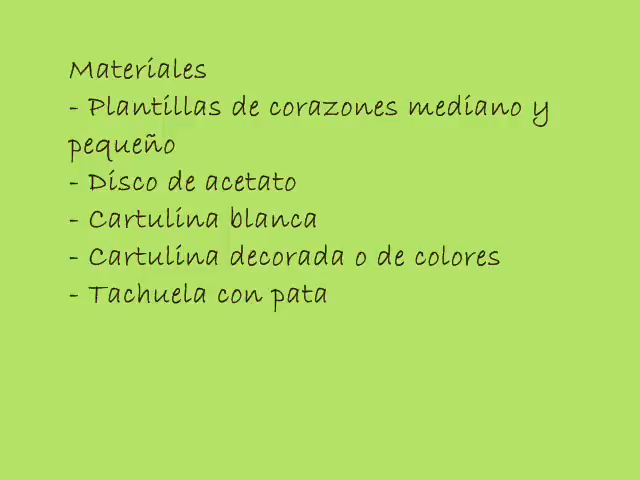 Materiales
- Plantillas de corazones mediano y
pequeño
- Disco de acetato
- Cartulina blanca
- Cartulina decorada o de colores
- Tachuela con pata